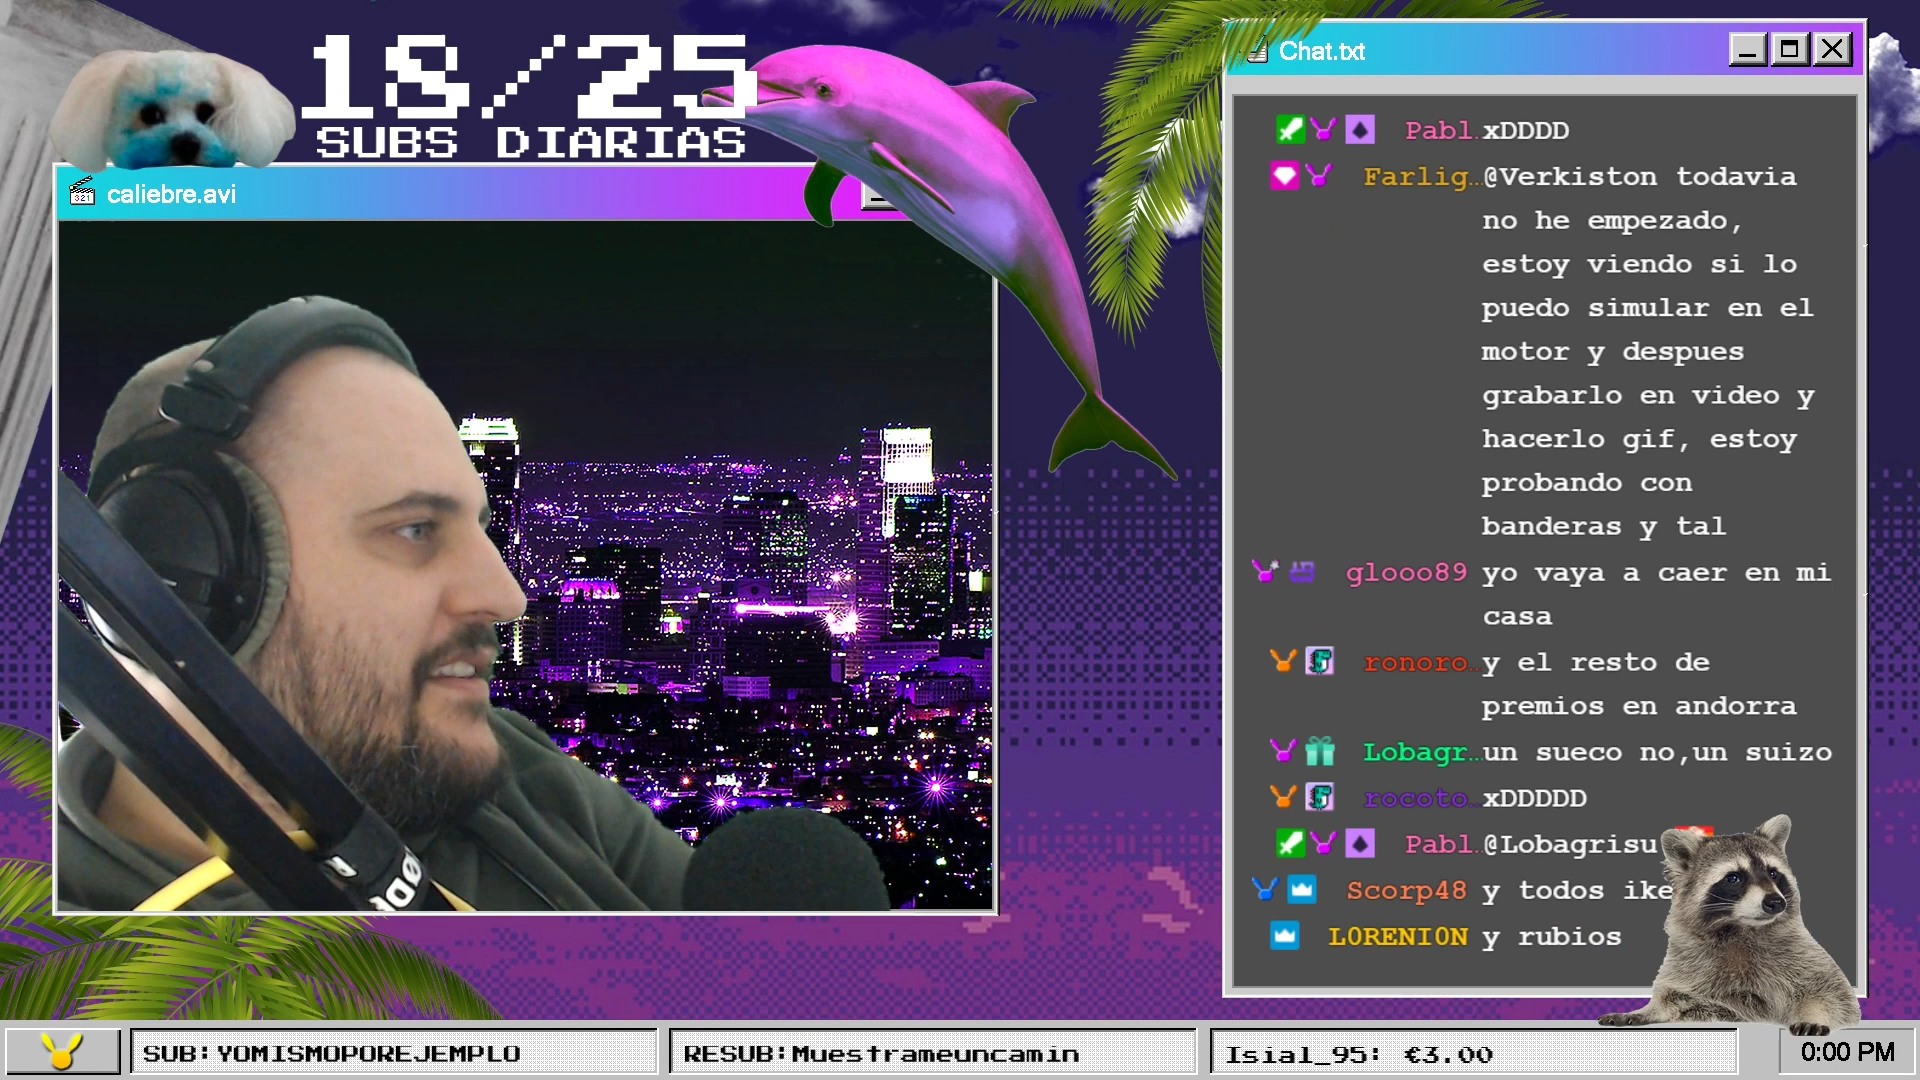 18/25
SUBS DIARIAS
caliebre.avi
Chat.txt
Pabl… xDDDD
Farlig… @Verkiston todavia
no he empezado,
estoy viendo si lo
puedo simular en el
motor y despues
grabarlo en video y
hacerlo gif, estoy
probando con
banderas y tal
glooo89 yo vaya a caer en mi
casa
ronoro… y el resto de
premios en andorra
Lobagr… un sueco no,un suizo
rocoto… xDDDDD
Pabl… @Lobagrisu
Scorp48 y todos ike
L0RENI0N y rubios
SUB:YOMISMOPOREJEMPLO
RESUB:Muestrameuncamin
Isial_95: €3.00
0:00 PM